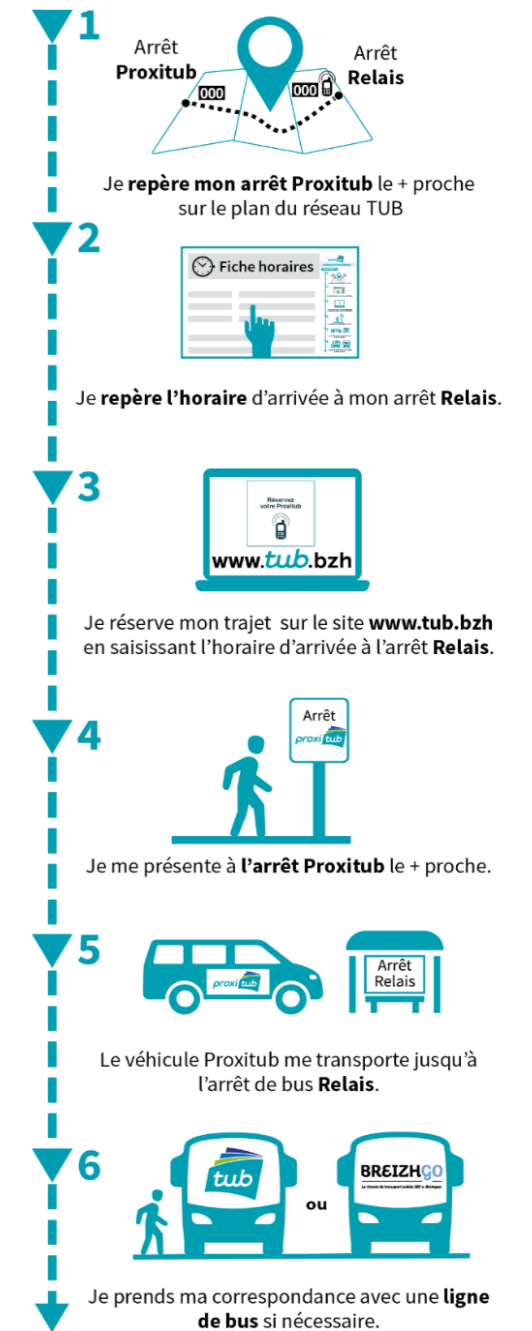 1
Arrêt
Proxitub
Arrêt
Relais
000
000
Je repère mon arrêt Proxitub le + proche
sur le plan du réseau TUB
2
Fiche horaires
Je repère l’horaire d’arrivée à mon arrêt Relais.
3
Réservez
votre Proxitub
www.tub.bzh
Je réserve mon trajet sur le site www.tub.bzh
en saisissant l’horaire d’arrivée à l’arrêt Relais.
4
Arrêt
proxitub
Je me présente à l’arrêt Proxitub le + proche.
5
proxitub
Arrêt
Relais
Le véhicule Proxitub me transporte jusqu’à
l’arrêt de bus Relais.
6
tub
ou
BREIZHGO
Je prends ma correspondance avec une ligne
de bus si nécessaire.